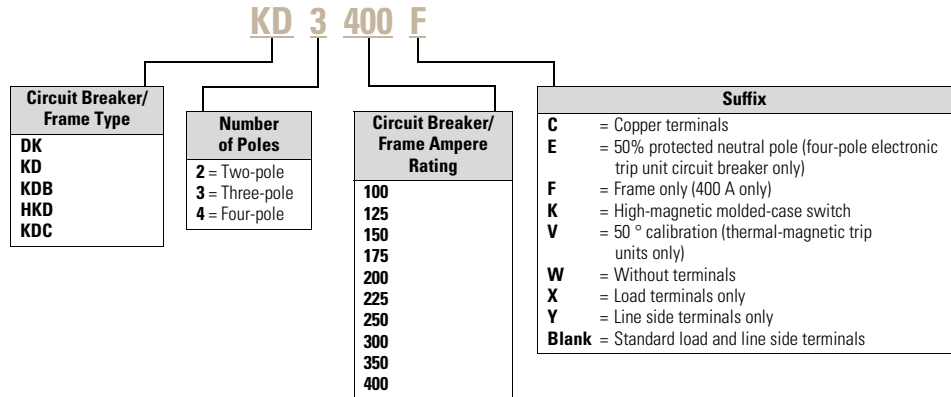 KD 3 400 F
Circuit Breaker/
Frame Type
DK
KD
KDB
HKD
KDC
Number
of Poles
2 = Two-pole
3 = Three-pole
4 = Four-pole
Circuit Breaker/
Frame Ampere
Rating
100
125
150
175
200
225
250
300
350
400
Suffix
C = Copper terminals
E = 50% protected neutral pole (four-pole electronic
trip unit circuit breaker only)
F = Frame only (400 A only)
K = High-magnetic molded-case switch
V = 50 ° calibration (thermal-magnetic trip
units only)
W = Without terminals
X = Load terminals only
Y = Line side terminals only
Blank = Standard load and line side terminals